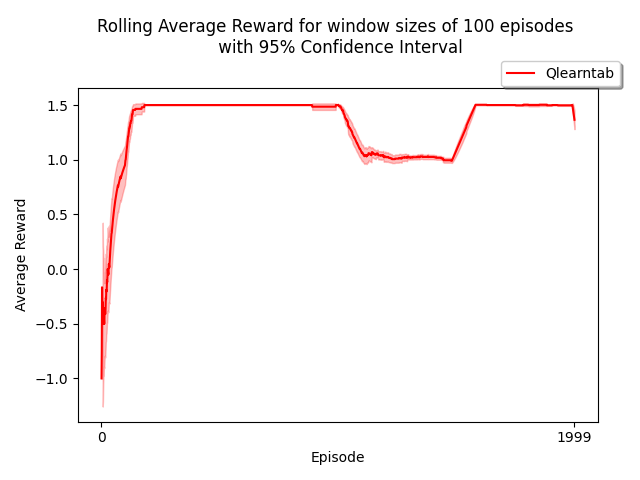 Rolling Average Reward for window sizes of 100 episodes
with 95% Confidence Interval
Qlearntab
1.5
1.0
0.5
0.0
−0.5
−1.0
Average Reward
0
1999
Episode